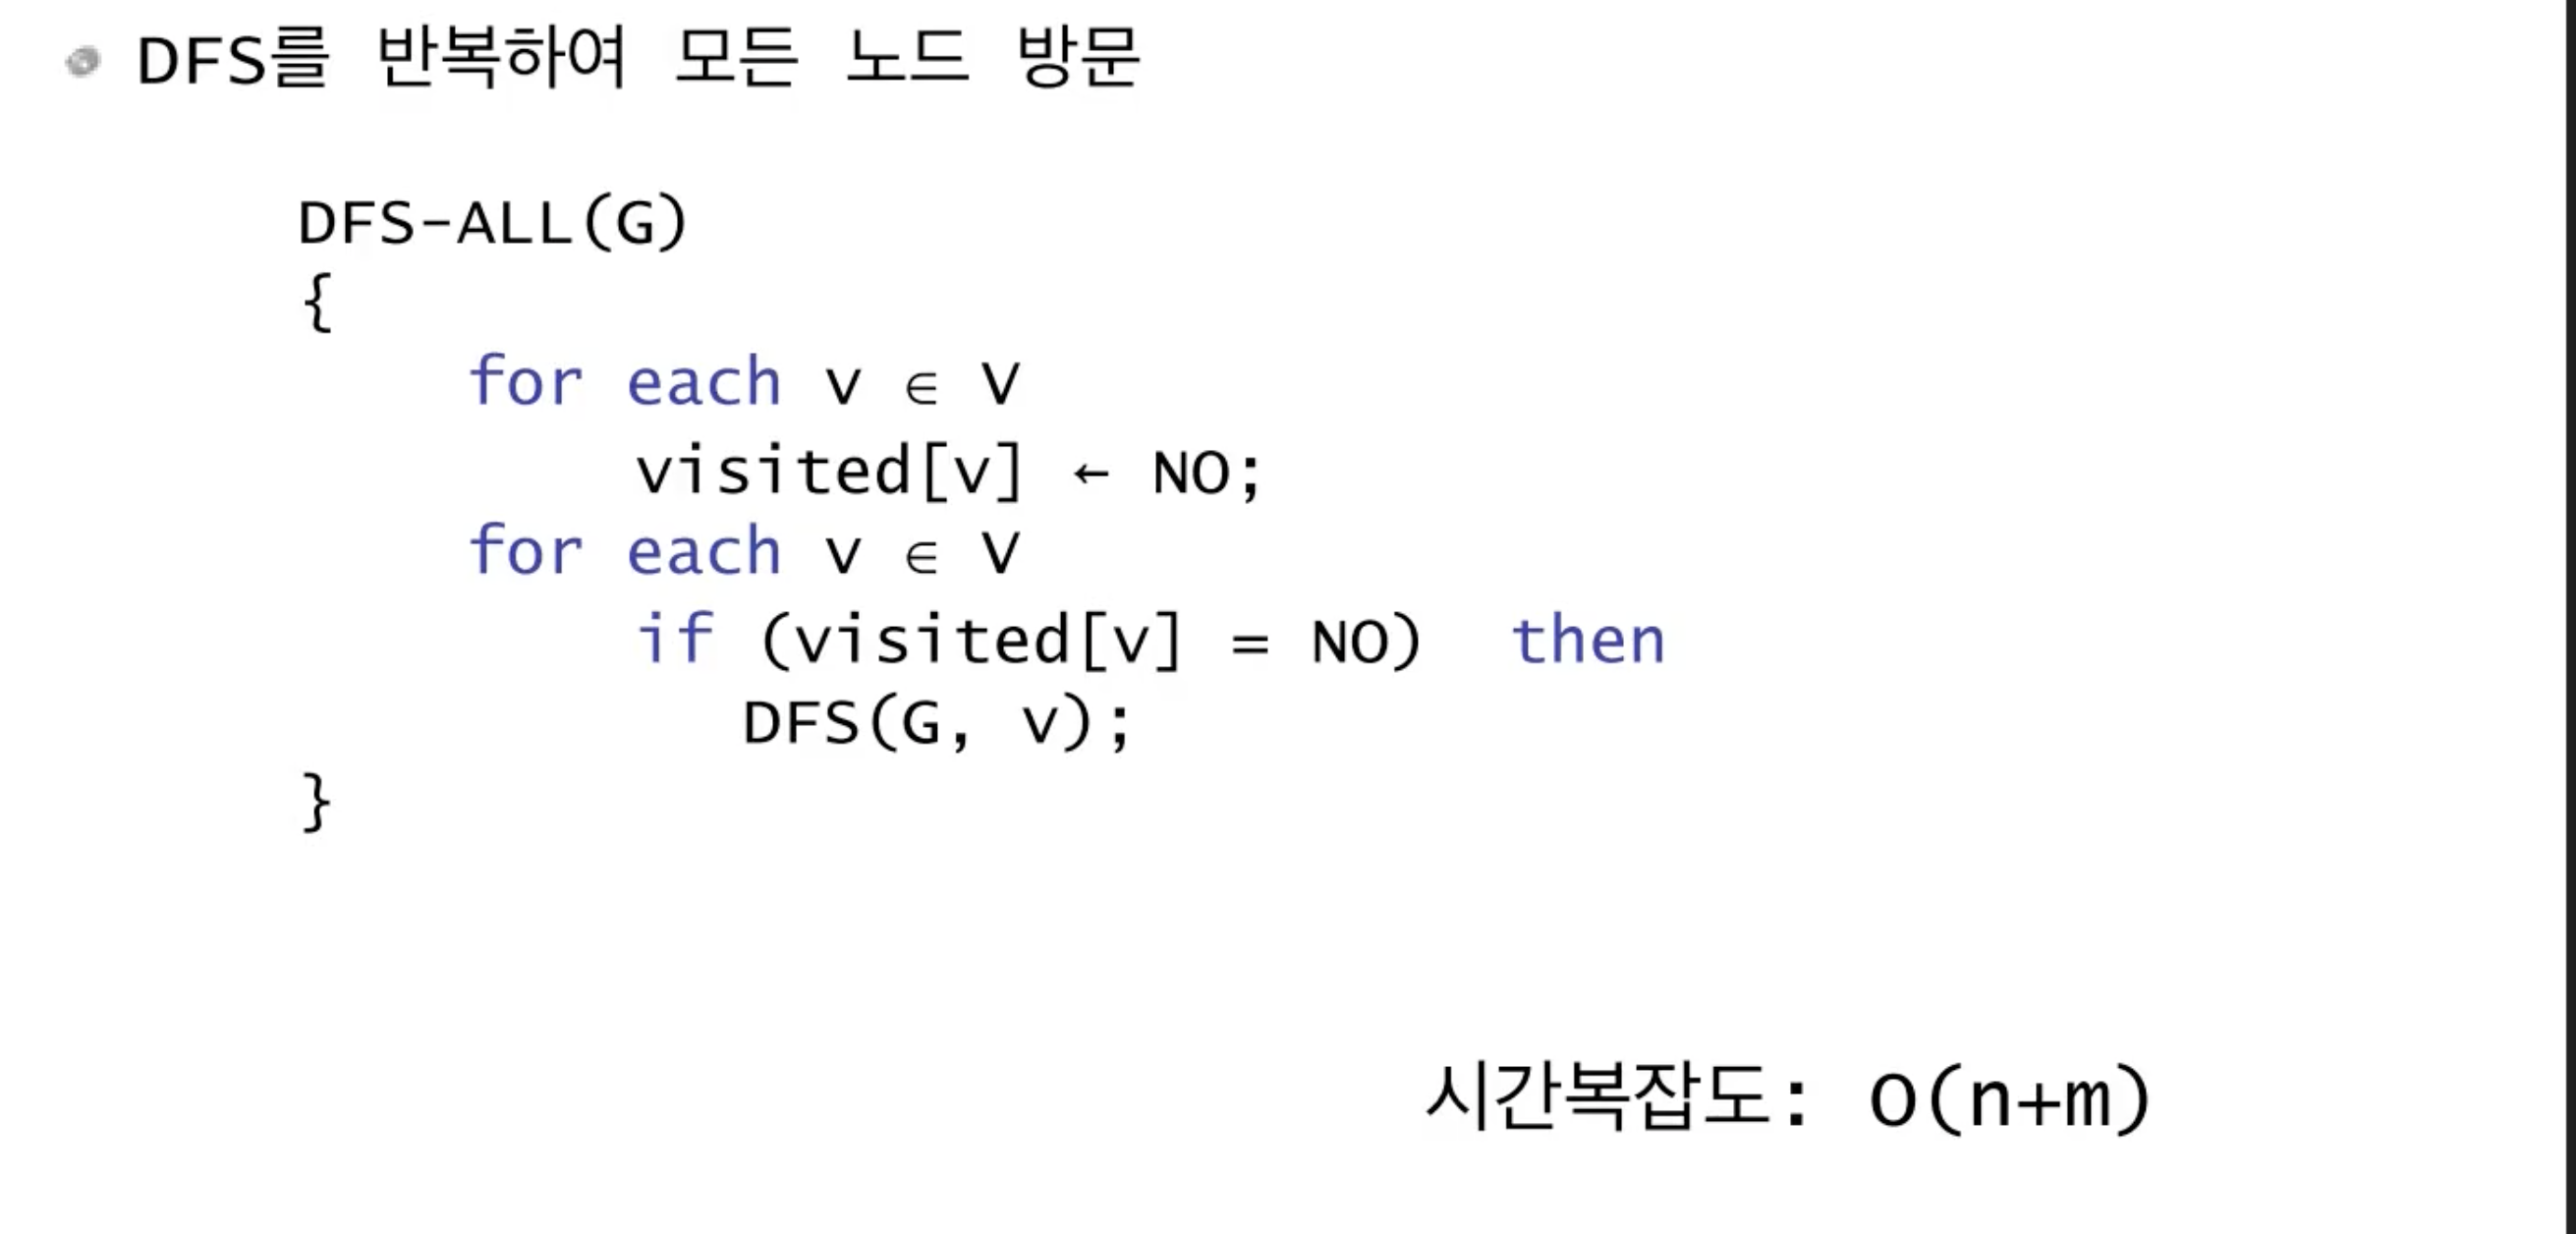 DFS를 반복하여 모든 노드 방문
DFS-ALL(G)
{
for each v ∈ V
visited[v] ← NO;
for each v ∈ V
if (visited[v] = NO) then
DFS(G, v);
}
시간복잡도: O(n+m)